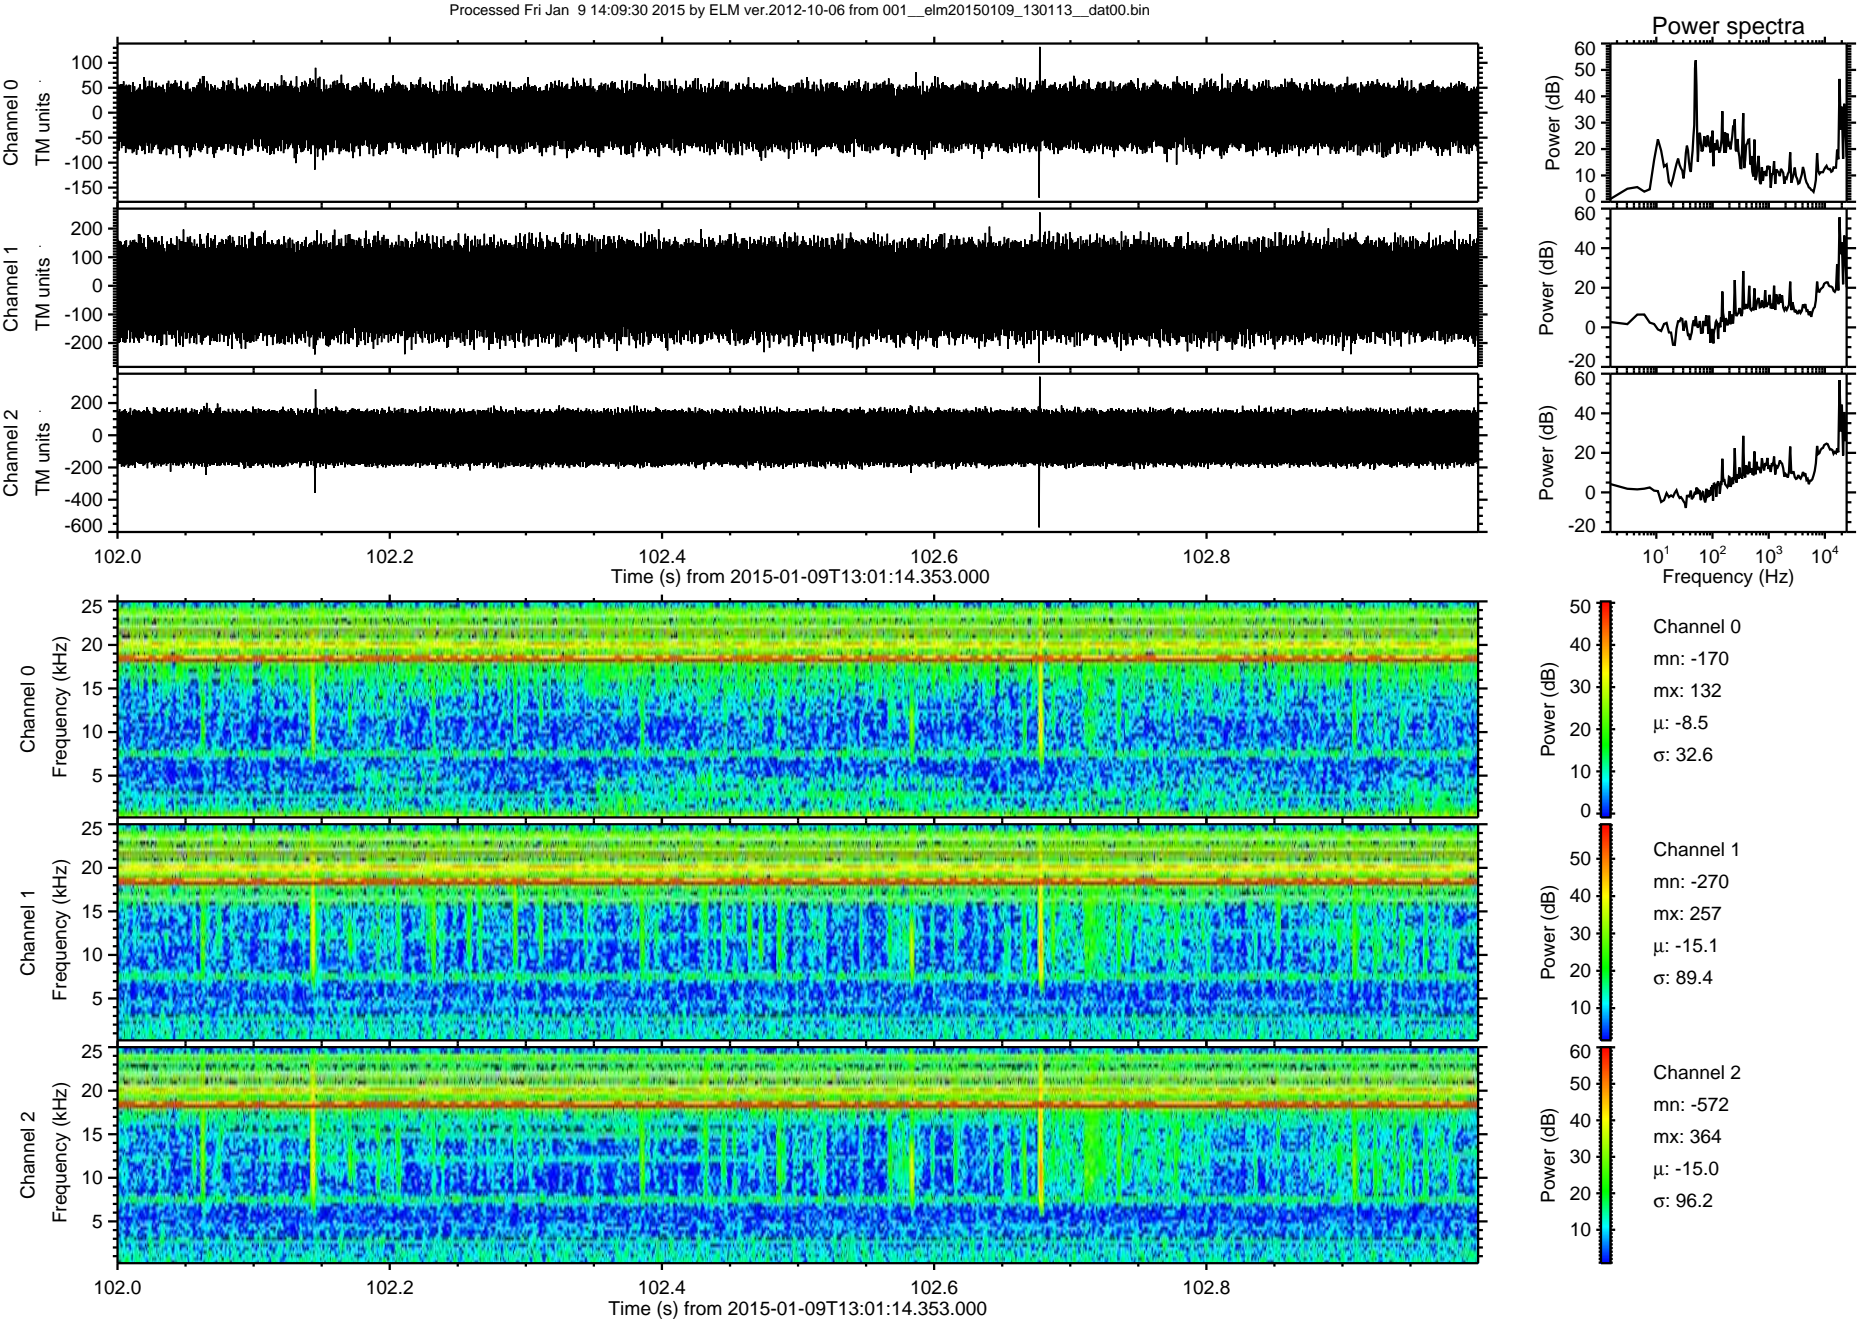 Processed Fri Jan  9 14:09:30 2015 by ELM ver.2012-10-06 from 001__elm20150109_130113__dat00.bin
Power spectra
Channel 0
TM units
100
50
0
-50
-100
-150
Power (dB)
60
50
40
30
20
10
0
Channel 1
TM units
200
100
0
-100
-200
Power (dB)
60
40
20
0
-20
Channel 2
TM units
200
0
-200
-400
-600
Power (dB)
60
40
20
0
-20
102.0 102.2 102.4 102.6 102.8
Time (s) from 2015-01-09T13:01:14.353.000
10¹ 10² 10³ 10⁴
Frequency (Hz)
Channel 0
Frequency (kHz)
25
20
15
10
5
Power (dB)
50
40
30
20
10
0
Channel 0
mn: -170
mx: 132
µ: -8.5
σ: 32.6
Channel 1
Frequency (kHz)
25
20
15
10
5
Power (dB)
50
40
30
20
10
Channel 1
mn: -270
mx: 257
µ: -15.1
σ: 89.4
Channel 2
Frequency (kHz)
25
20
15
10
5
Power (dB)
60
50
40
30
20
10
Channel 2
mn: -572
mx: 364
µ: -15.0
σ: 96.2
102.0 102.2 102.4 102.6 102.8
Time (s) from 2015-01-09T13:01:14.353.000